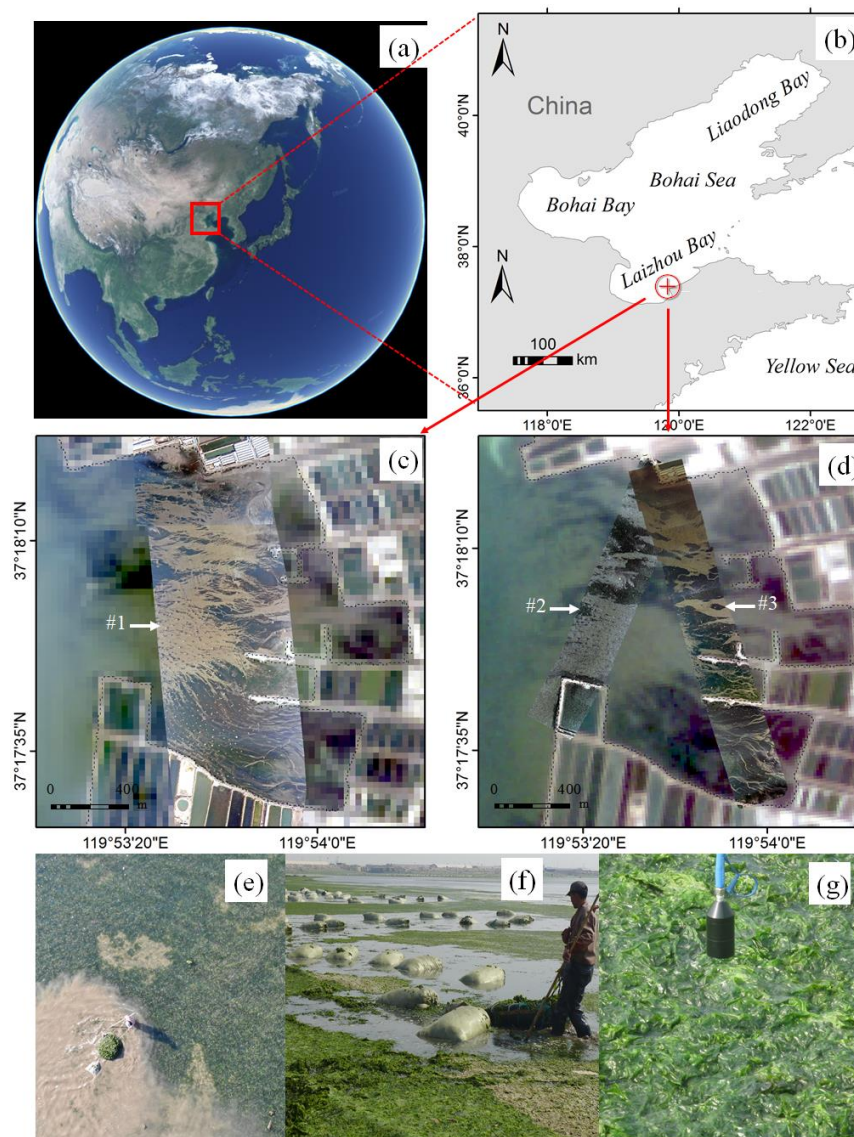 (a)
(b)
China
Liaodong Bay
Bohai Sea
Bohai Bay
Laizhou Bay
Yellow Sea
N
N
100
km
40°0'N
38°0'N
36°0'N
118°0'E
120°0'E
122°0'E
(c)
(d)
#1
#2
#3
37°18'10"N
37°17'35"N
37°18'10"N
37°17'35"N
0
400
m
0
400
m
119°53'20"E
119°54'0"E
119°53'20"E
119°54'0"E
(e)
(f)
(g)